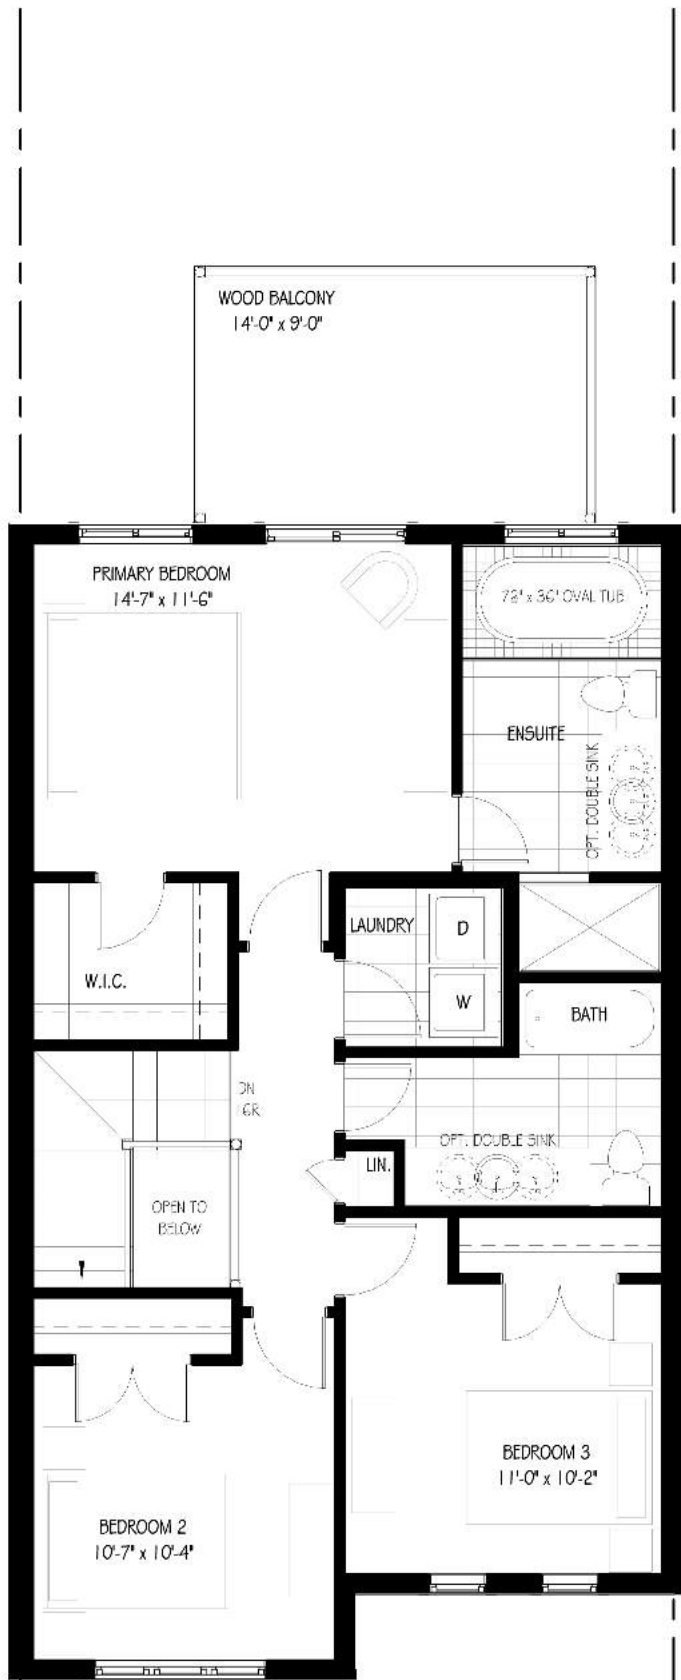 WOOD BALCONY
14'-0" x 9'-0"
PRIMARY BEDROOM
14'-7" x 11'-6"
72" x 36" OVAL TUB
ENSUITE
OPT. DOUBLE SINK
LAUNDRY
D
W
W.I.C.
BATH
DN
OPT. DOUBLE SINK
LIN.
OPEN TO
BELOW
BEDROOM 3
11'-0" x 10'-2"
BEDROOM 2
10'-7" x 10'-4"